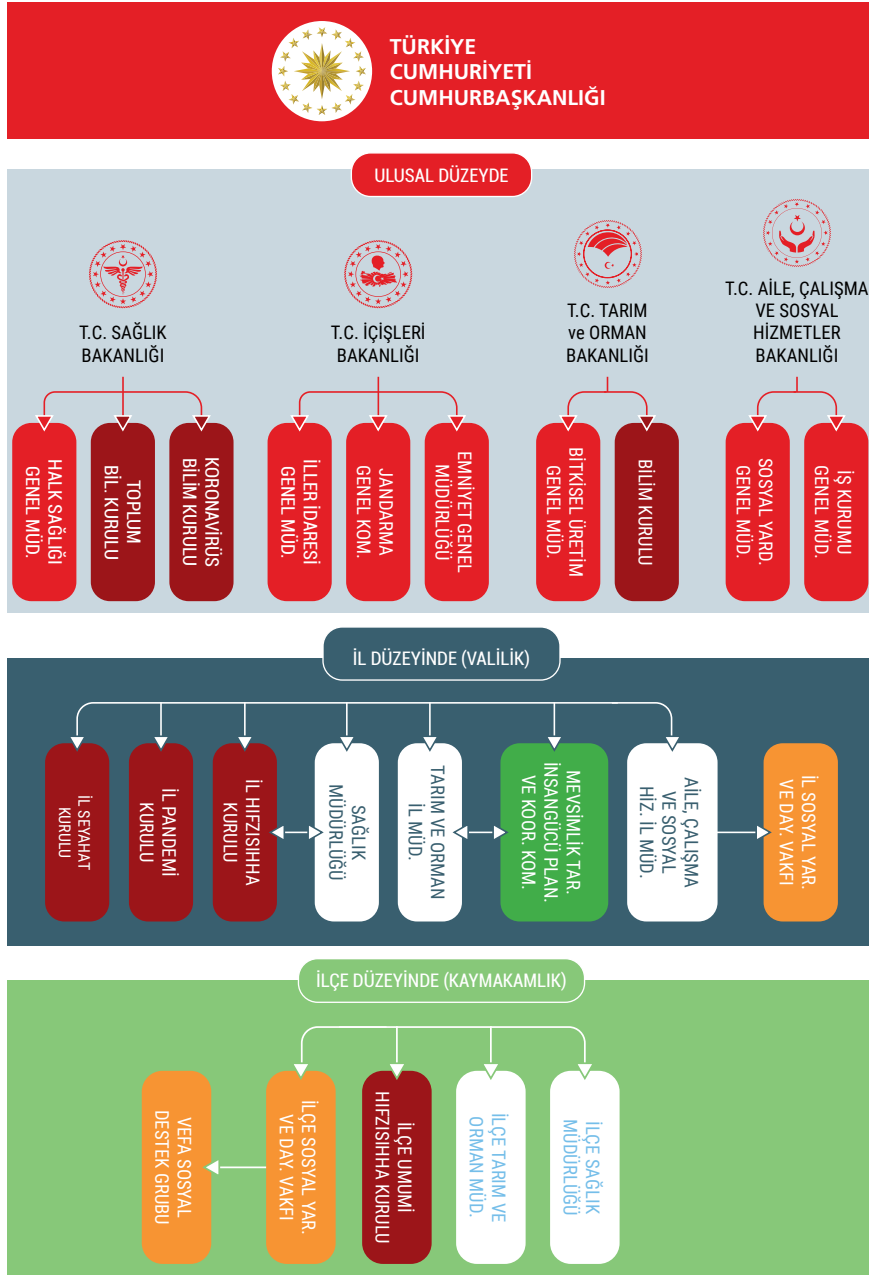 TÜRKİYE
CUMHURİYETİ
CUMHURBAŞKANLIĞI
ULUSAL DÜZEYDE
T.C. SAĞLIK
BAKANLIĞI
T.C. İÇİŞLERİ
BAKANLIĞI
T.C. TARIM
ve ORMAN
BAKANLIĞI
T.C. AİLE, ÇALIŞMA
VE SOSYAL
HİZMETLER
BAKANLIĞI
HALK SAĞLIĞI
GENEL MÜD.
TOPLUM
BİL. KURULU
KORONAVİRÜS
BİLİM KURULU
İLLER İDARESİ
GENEL MÜD.
JANDARMA
GENEL KOM.
EMNİYET GENEL
MÜDÜRLÜĞÜ
BİTKİSEL ÜRETİM
GENEL MÜD.
BİLİM KURULU
SOSYAL YARD.
GENEL MÜD.
İŞ KURUMU
GENEL MÜD.
İL DÜZEYİNDE (VALİLİK)
İL SEYAHAT
KURULU
İL PANDEMİ
KURULU
İL HIFZISIHHA
KURULU
SAĞLIK
MÜDÜRLÜĞÜ
TARIM VE ORMAN
İL MÜD.
MEVSİMLİK TAR.
İNSANGÜCÜ PLAN.
VE KOOR. KOM.
AİLE, ÇALIŞMA
VE SOSYAL
HİZ. İL MÜD.
İL SOSYAL YAR.
VE DAY. VAKFI
İLÇE DÜZEYİNDE (KAYMAKAMLIK)
VEFA SOSYAL
DESTEK GRUBU
İLÇE SOSYAL YAR.
VE DAY. VAKFI
İLÇE UMUMİ
HIFZISIHHA KURULU
İLÇE TARIM VE
ORMAN MÜD.
İLÇE SAĞLIK
MÜDÜRLÜĞÜ